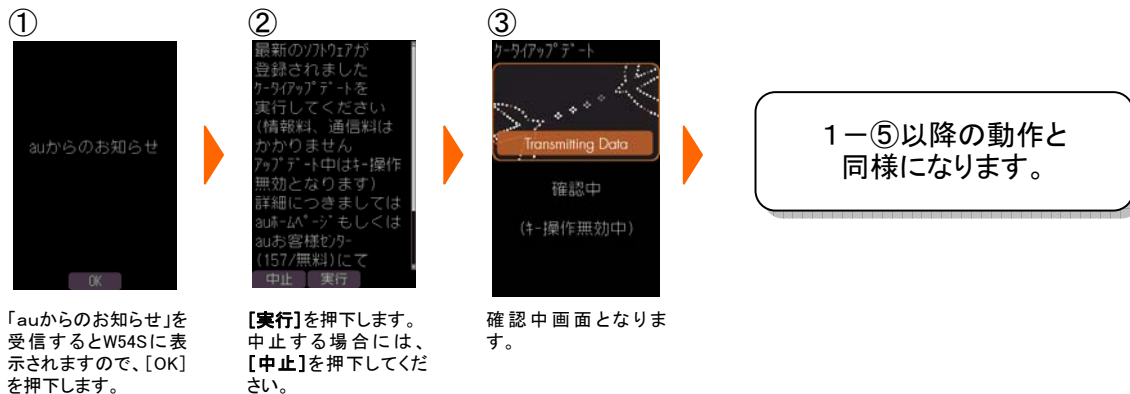 ①
auからのお知らせ
OK
「auからのお知らせ」を
受信するとW54Sに表
示されますので、[OK]
を押下します。
②
最新のソフトウェアが
登録されました
ケータイアップデートを
実行してください
(情報料、通信料は
かかりません
アップデート中はキー操作
無効となります)
詳細につきましては
auホームページもしくは
auお客様センター
(157/無料)にて
中止 実行
[実行]を押下します。
中止する場合には、
[中止]を押下してくだ
さい。
③
ケータイアップデート
Transmitting Data
確認中
(キー操作無効中)
確認中画面となりま
す。
1-⑤以降の動作と
同様になります。